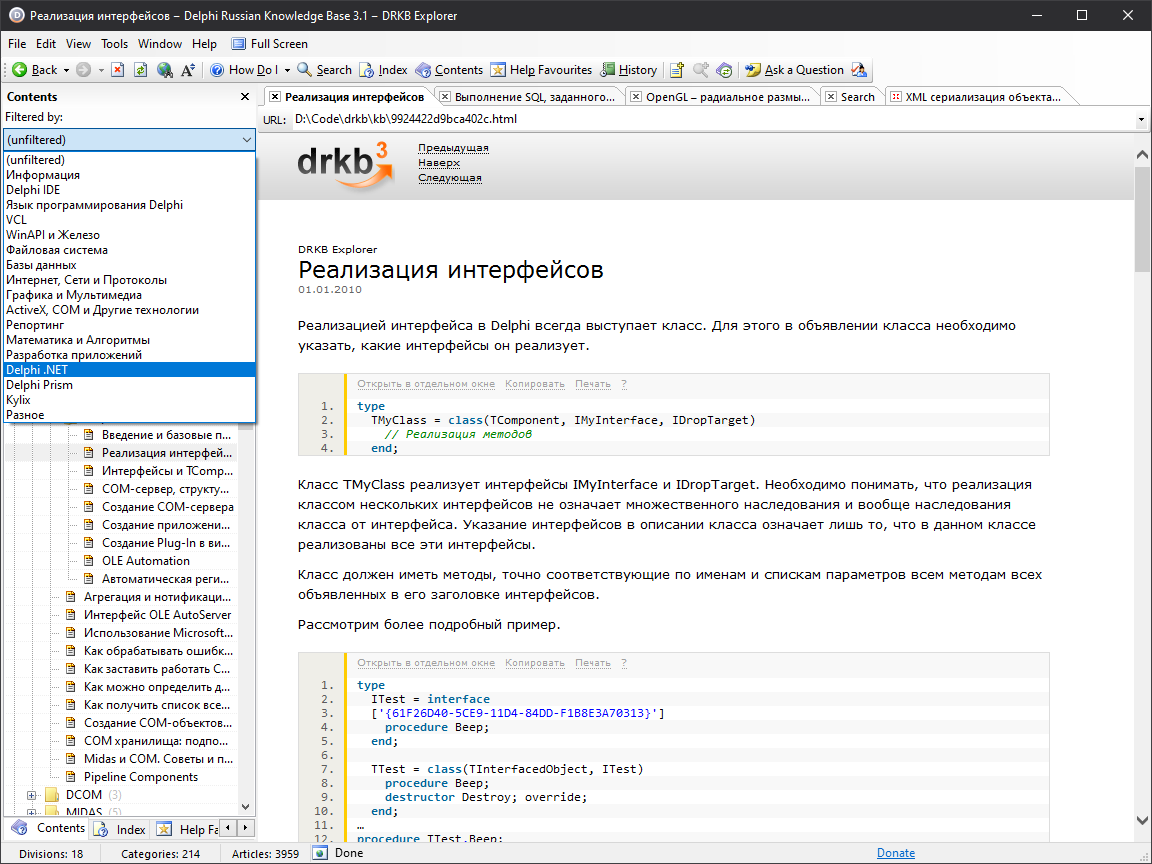 Реализация интерфейсов – Delphi Russian Knowledge Base 3.1 – DRKB Explorer
File Edit View Tools Window Help Full Screen
Back How Do I Search Index Contents Help Favourites History Ask a Question
Contents
Filtered by:
(unfiltered)
(unfiltered)
Информация
Delphi IDE
Язык программирования Delphi
VCL
WinAPI и Железо
Файловая система
Базы данных
Интернет, Сети и Протоколы
Графика и Мультимедиа
ActiveX, COM и Другие технологии
Репортинг
Математика и Алгоритмы
Разработка приложений
Delphi .NET
Delphi Prism
Kylix
Разное
Введение и базовые п...
Реализация интерфей...
Интерфейсы и TComp...
COM-сервер, структу...
Создание COM-сервера
Создание приложени...
Создание Plug-In в ви...
OLE Automation
Автоматическая реги...
Агрегация и нотификаци...
Интерфейс OLE AutoServer
Использование Microsoft...
Как обрабатывать ошибк...
Как заставить работать C...
Как можно определить д...
Как получить список все...
Создание COM-объектов...
COM хранилища: подпо...
Midas и COM. Советы и п...
Pipeline Components
DCOM (3)
MIDAS (5)
Contents Index Help Fa
Реализация интерфейсов Выполнение SQL, заданного... OpenGL – радиальное размы... Search XML сериализация объекта...
URL: D:\Code\drkb\kb\9924422d9bca402c.html
drkb3
Предыдущая
Наверх
Следующая
DRKB Explorer
Реализация интерфейсов
01.01.2010
Реализацией интерфейса в Delphi всегда выступает класс. Для этого в объявлении класса необходимо
указать, какие интерфейсы он реализует.
Открыть в отдельном окне Копировать Печать ?
1. type
2. TMyClass = class(TComponent, IMyInterface, IDropTarget)
3. // Реализация методов
4. end;
Класс TMyClass реализует интерфейсы IMyInterface и IDropTarget. Необходимо понимать, что реализация
классом нескольких интерфейсов не означает множественного наследования и вообще наследования
класса от интерфейса. Указание интерфейсов в описании класса означает лишь то, что в данном классе
реализованы все эти интерфейсы.
Класс должен иметь методы, точно соответствующие по именам и спискам параметров всем методам всех
объявленных в его заголовке интерфейсов.
Рассмотрим более подробный пример.
Открыть в отдельном окне Копировать Печать ?
1. type
2. ITest = interface
3. ['{61F26D40-5CE9-11D4-84DD-F1B8E3A70313}']
4. procedure Beep;
5. end;
6.
7. TTest = class(TInterfacedObject, ITest)
8. procedure Beep;
9. destructor Destroy; override;
10. end;
11. …
12. procedure TTest.Beep;
Divisions: 18 Categories: 214 Articles: 3959 Done Donate